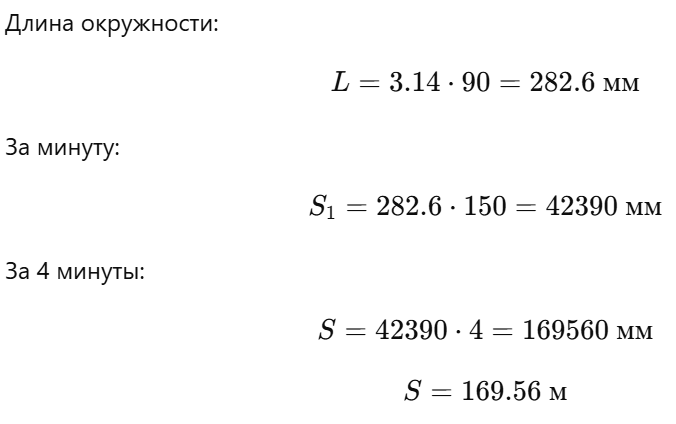 Длина окружности:
L = 3.14 · 90 = 282.6 мм
За минуту:
S₁ = 282.6 · 150 = 42390 мм
За 4 минуты:
S = 42390 · 4 = 169560 мм
S = 169.56 м